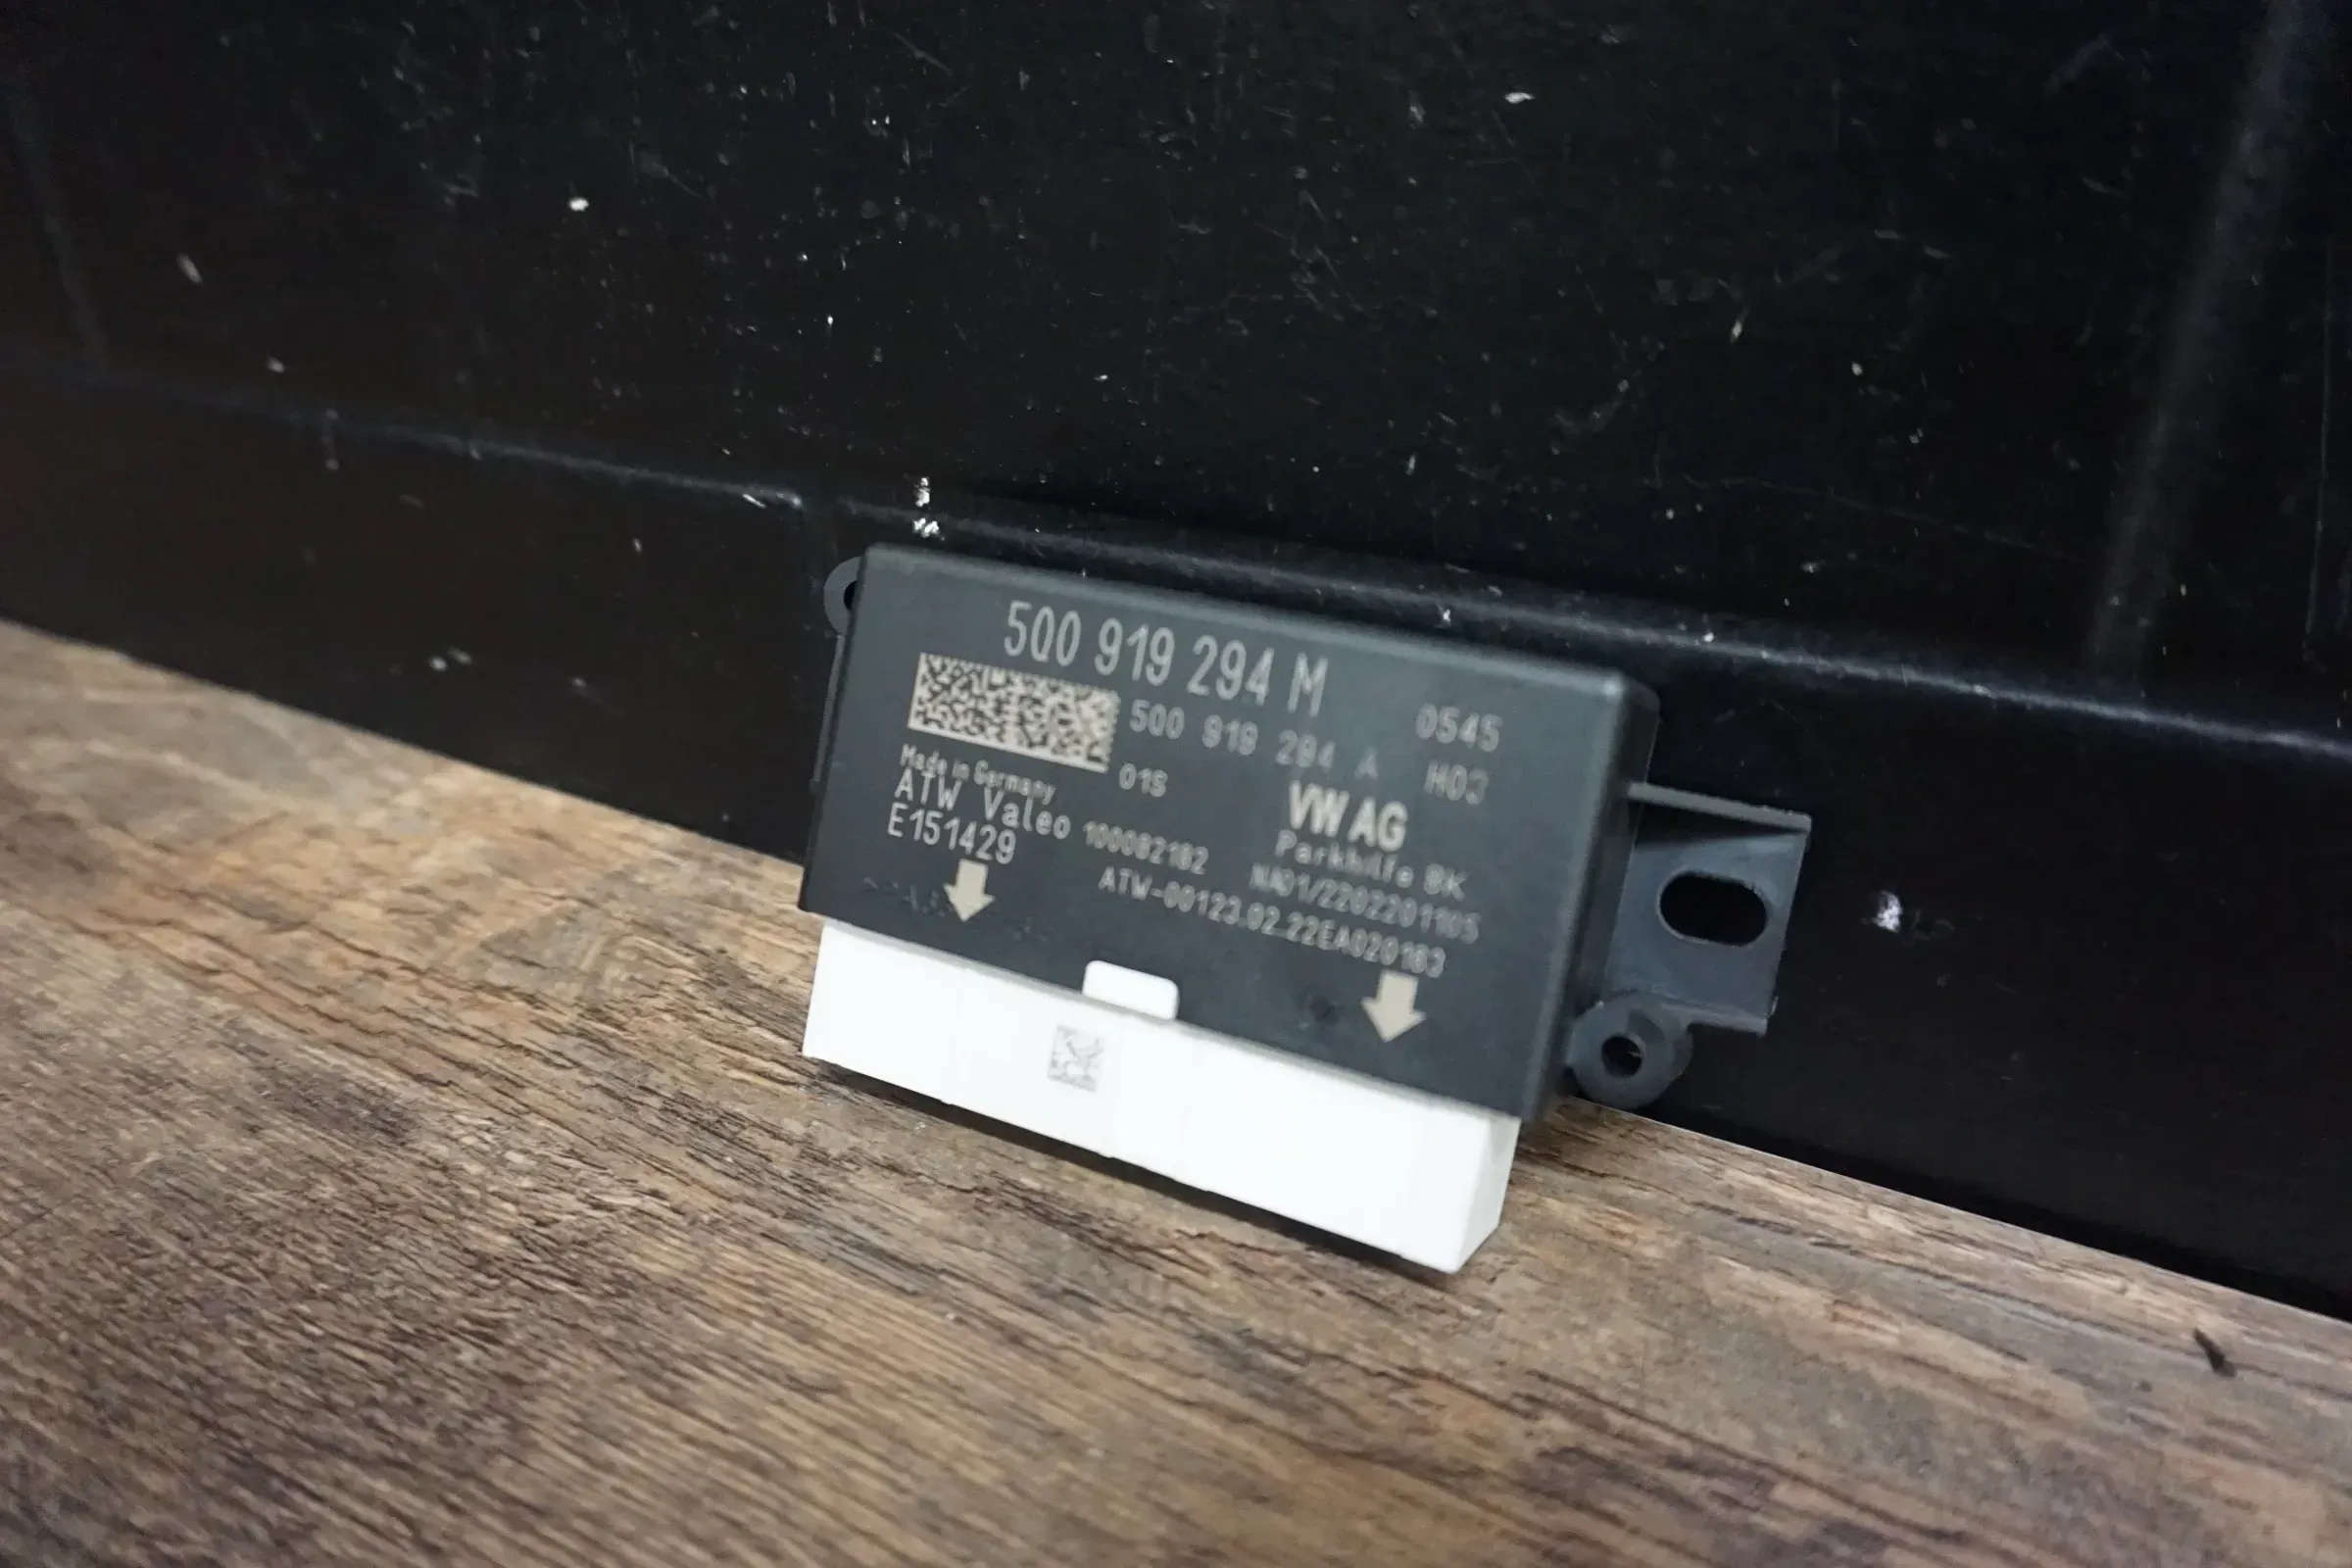 5Q0 919 294 M
5Q0 919 294 A 0545
01S H03
Made in Germany
ATW Valeo 100082182
E151429
VW AG
Parkhilfe 8K
NA01/2202201105
ATW-00123.02.22EA020183